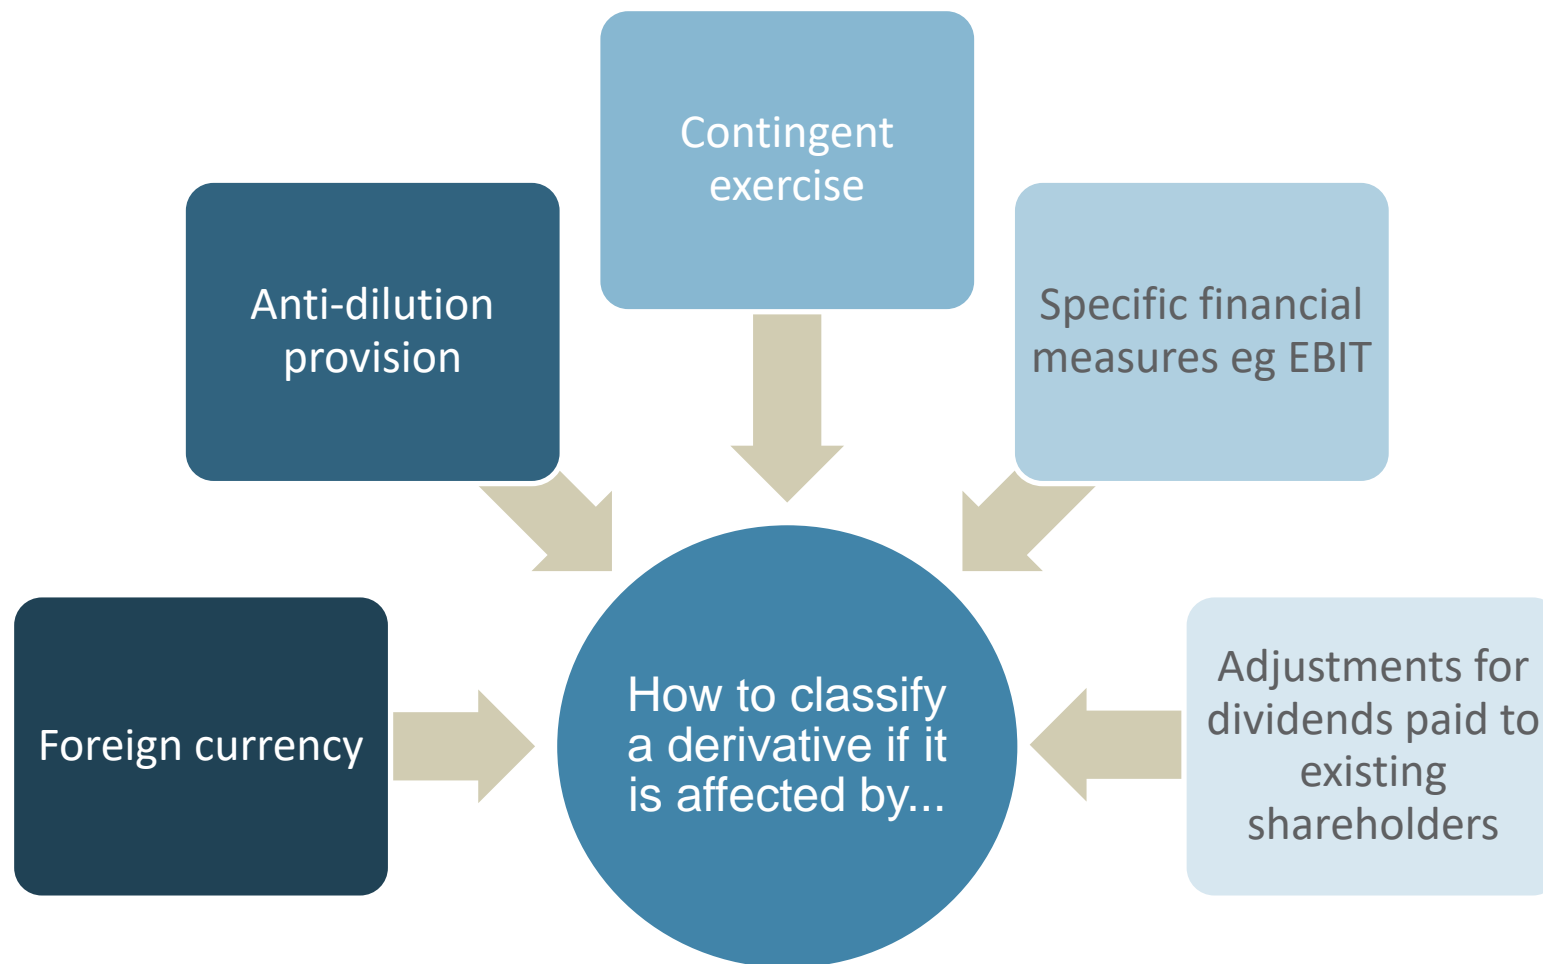 Contingent
exercise
Anti-dilution
provision
Specific financial
measures eg EBIT
Foreign currency
How to classify
a derivative if it
is affected by...
Adjustments for
dividends paid to
existing
shareholders